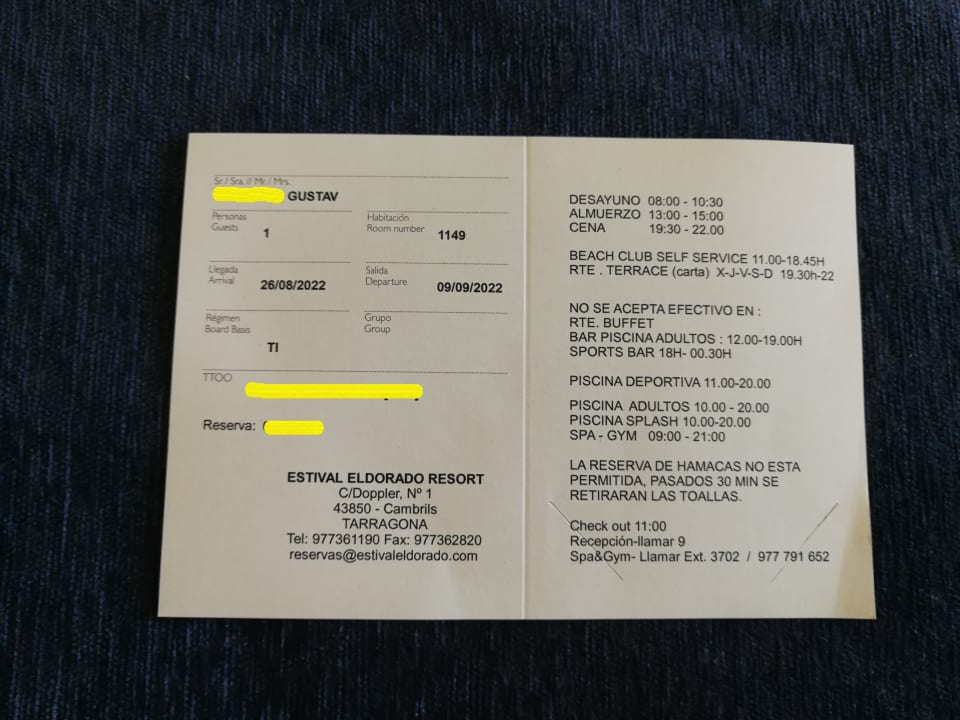 Sr./ Sra. // Mr./ Mrs.
GUSTAV
Personas
Guests
1
Habitación
Room number
1149
Llegada
Arrival
26/08/2022
Salida
Departure
09/09/2022
Régimen
Board Basis
TI
Grupo
Group
TTOO
Reserva:
ESTIVAL ELDORADO RESORT
C/Doppler, Nº 1
43850 - Cambrils
TARRAGONA
Tel: 977361190 Fax: 977362820
reservas@estivaleldorado.com
DESAYUNO 08:00 - 10:30
ALMUERZO 13:00 - 15:00
CENA 19:30 - 22.00
BEACH CLUB SELF SERVICE 11.00-18.45H
RTE . TERRACE (carta) X-J-V-S-D 19.30h-22
NO SE ACEPTA EFECTIVO EN :
RTE. BUFFET
BAR PISCINA ADULTOS : 12.00-19.00H
SPORTS BAR 18H- 00.30H
PISCINA DEPORTIVA 11.00-20.00
PISCINA ADULTOS 10.00 - 20.00
PISCINA SPLASH 10.00-20.00
SPA - GYM 09:00 - 21:00
LA RESERVA DE HAMACAS NO ESTA
PERMITIDA, PASADOS 30 MIN SE
RETIRARAN LAS TOALLAS.
Check out 11:00
Recepción-llamar 9
Spa&Gym- Llamar Ext. 3702 / 977 791 652